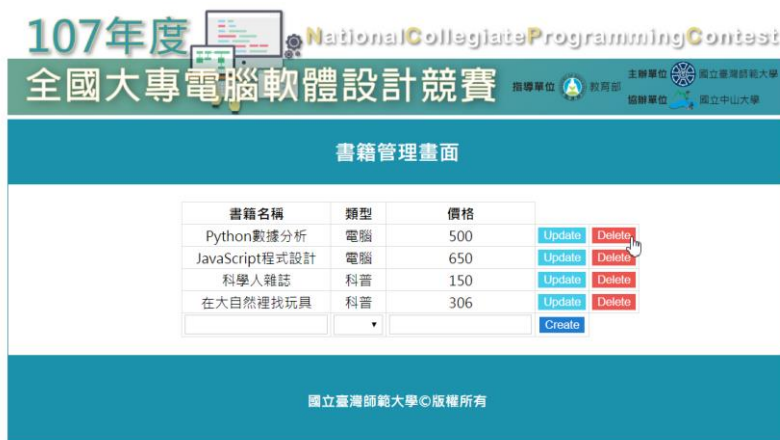 107年度
NationalCollegiateProgrammingContest
全國大專電腦軟體設計競賽
指導單位 教育部
主辦單位 國立臺灣師範大學
協辦單位 國立中山大學
書籍管理畫面
書籍名稱 類型 價格
Python數據分析 電腦 500 Update Delete
JavaScript程式設計 電腦 650 Update Delete
科學人雜誌 科普 150 Update Delete
在大自然裡找玩具 科普 306 Update Delete
Create
國立臺灣師範大學©版權所有